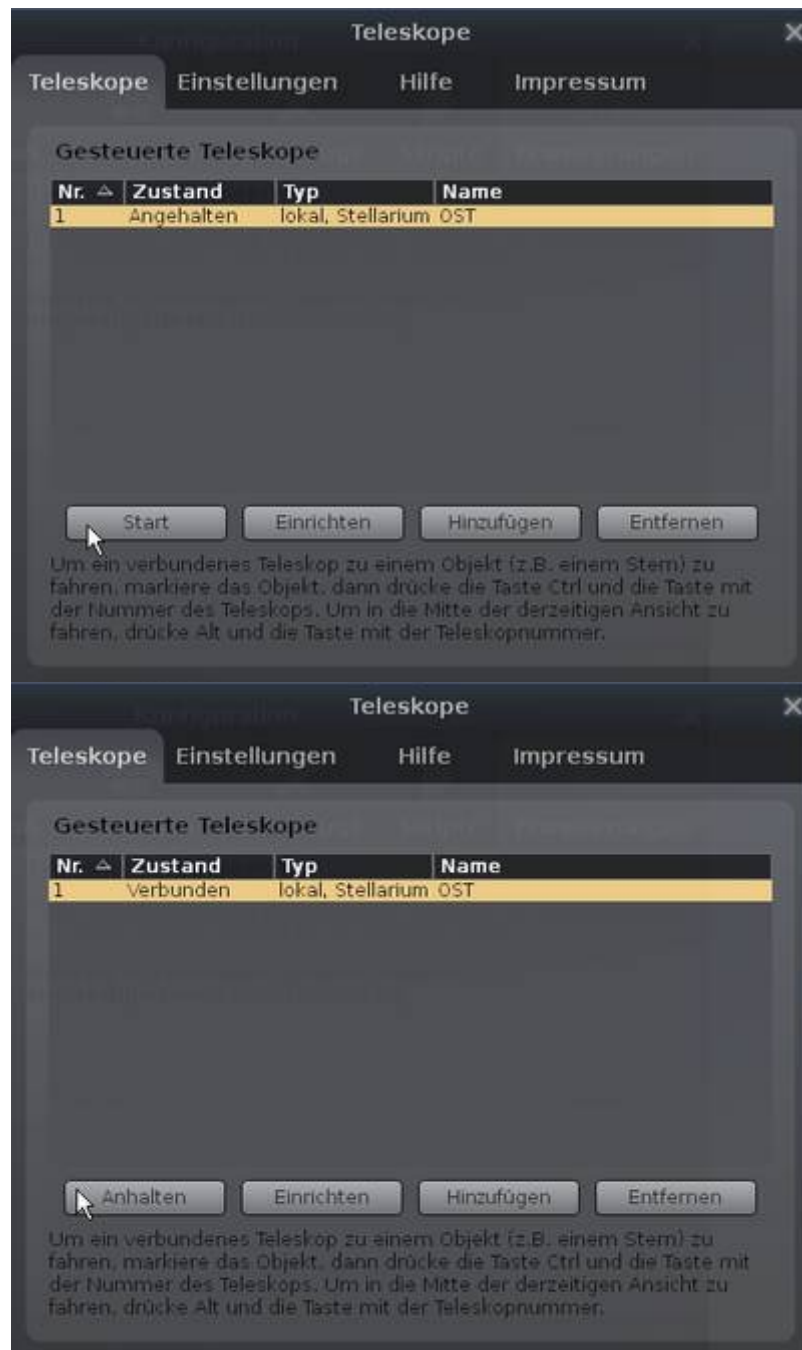 Teleskope
Teleskope Einstellungen Hilfe Impressum
Gesteuerte Teleskope
Nr. Zustand Typ Name
1 Angehalten lokal, Stellarium OST
Start Einrichten Hinzufügen Entfernen
Um ein verbundenes Teleskop zu einem Objekt (z.B. einem Stern) zu
fahren, markiere das Objekt, dann drücke die Taste Ctrl und die Taste mit
der Nummer des Teleskops. Um in die Mitte der derzeitigen Ansicht zu
fahren, drücke Alt und die Taste mit der Teleskopnummer.
Teleskope
Teleskope Einstellungen Hilfe Impressum
Gesteuerte Teleskope
Nr. Zustand Typ Name
1 Verbunden lokal, Stellarium OST
Anhalten Einrichten Hinzufügen Entfernen
Um ein verbundenes Teleskop zu einem Objekt (z.B. einem Stern) zu
fahren, markiere das Objekt, dann drücke die Taste Ctrl und die Taste mit
der Nummer des Teleskops. Um in die Mitte der derzeitigen Ansicht zu
fahren, drücke Alt und die Taste mit der Teleskopnummer.